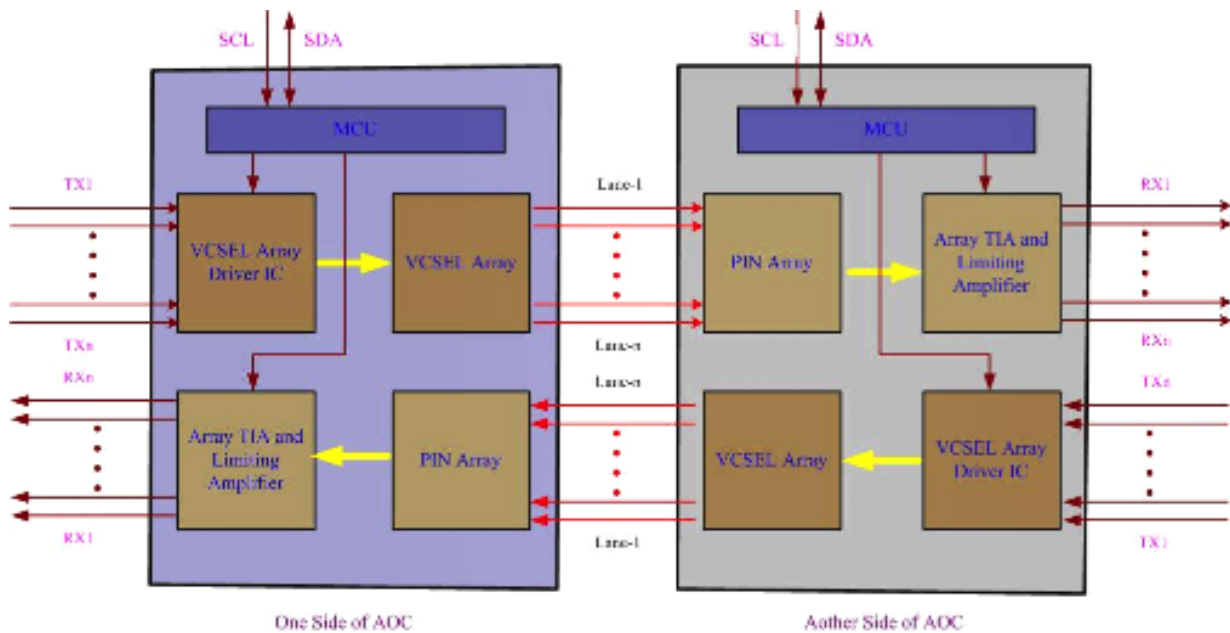 SCL
SDA
SCL
SDA
MCU
MCU
TX1
Lane-1
RX1
VCSEL Array
Driver IC
VCSEL Array
PIN Array
Array TIA and
Limiting
Amplifier
TXn
Lane-n
RXn
RXn
Lane-n
TXn
Array TIA and
Limiting
Amplifier
PIN Array
VCSEL Array
VCSEL Array
Driver IC
RX1
Lane-1
TX1
One Side of AOC
Aother Side of AOC